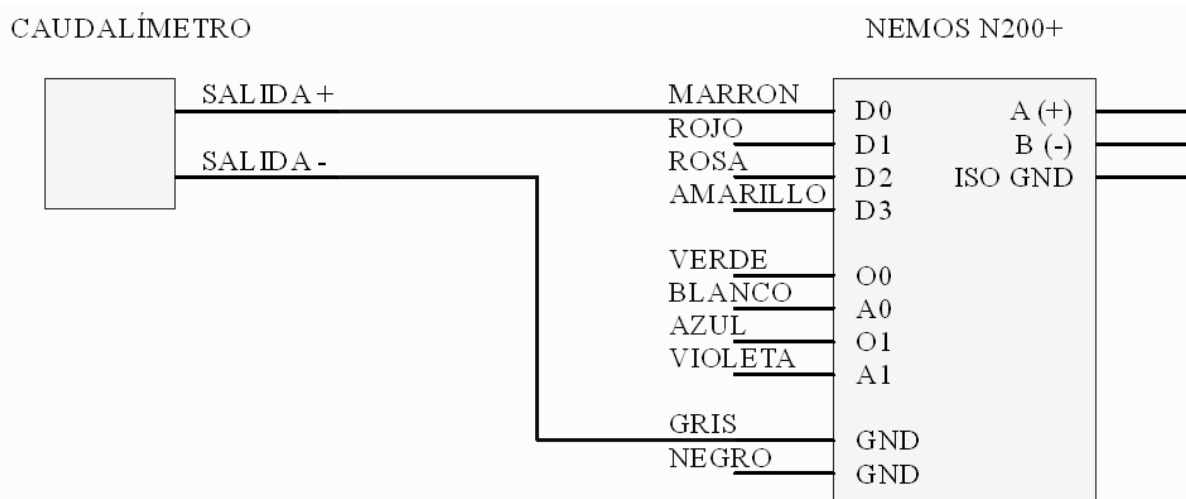 CAUDALÍMETRO
NEMOS N200+
SALIDA +
SALIDA -
MARRON
ROJO
ROSA
AMARILLO
VERDE
BLANCO
AZUL
VIOLETA
GRIS
NEGRO
D0
D1
D2
D3
O0
A0
O1
A1
GND
GND
A (+)
B (-)
ISO GND